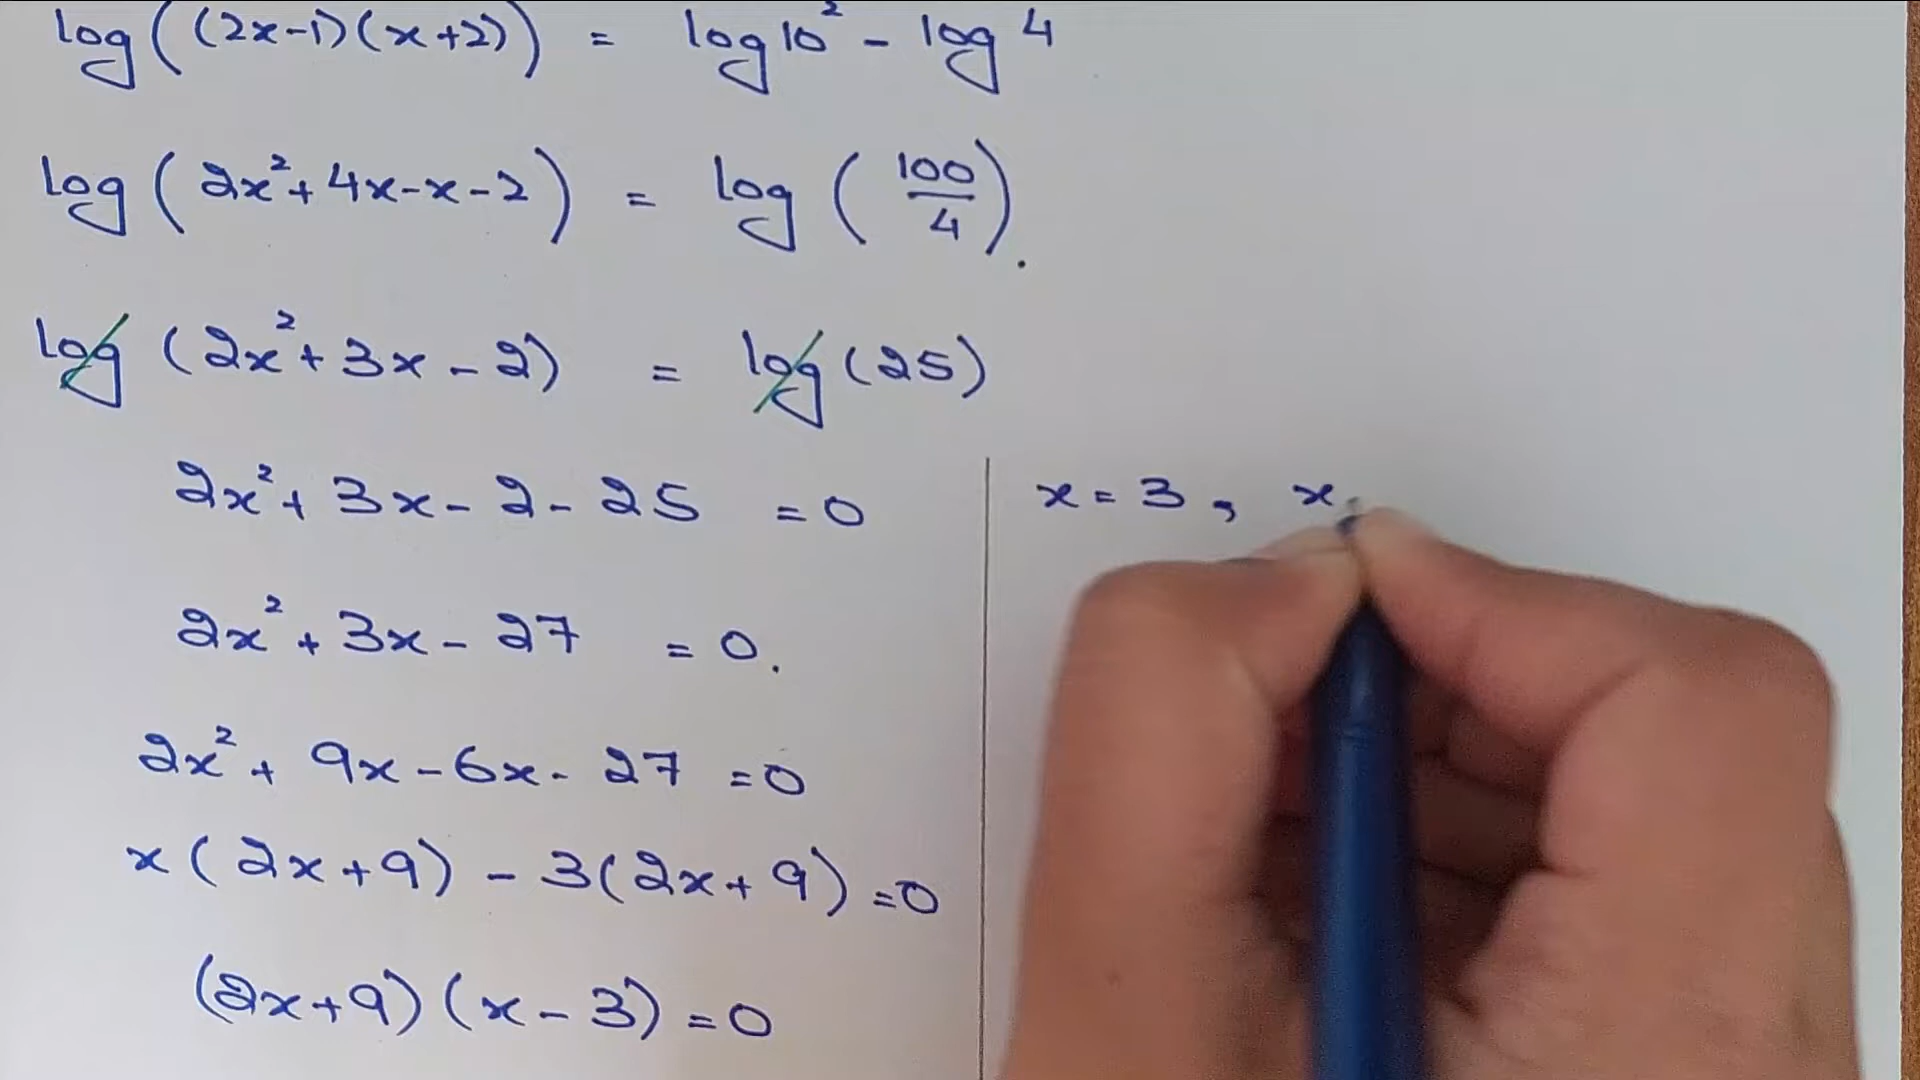 log((2x-1)(x+2)) = log10² - log 4
log(2x²+4x-x-2) = log(100/4).
log(2x²+3x-2) = log(25)
2x²+3x-2-25 = 0
2x²+3x-27 = 0.
2x²+9x-6x-27 = 0
x(2x+9)-3(2x+9) = 0
(2x+9)(x-3) = 0
x = 3, x